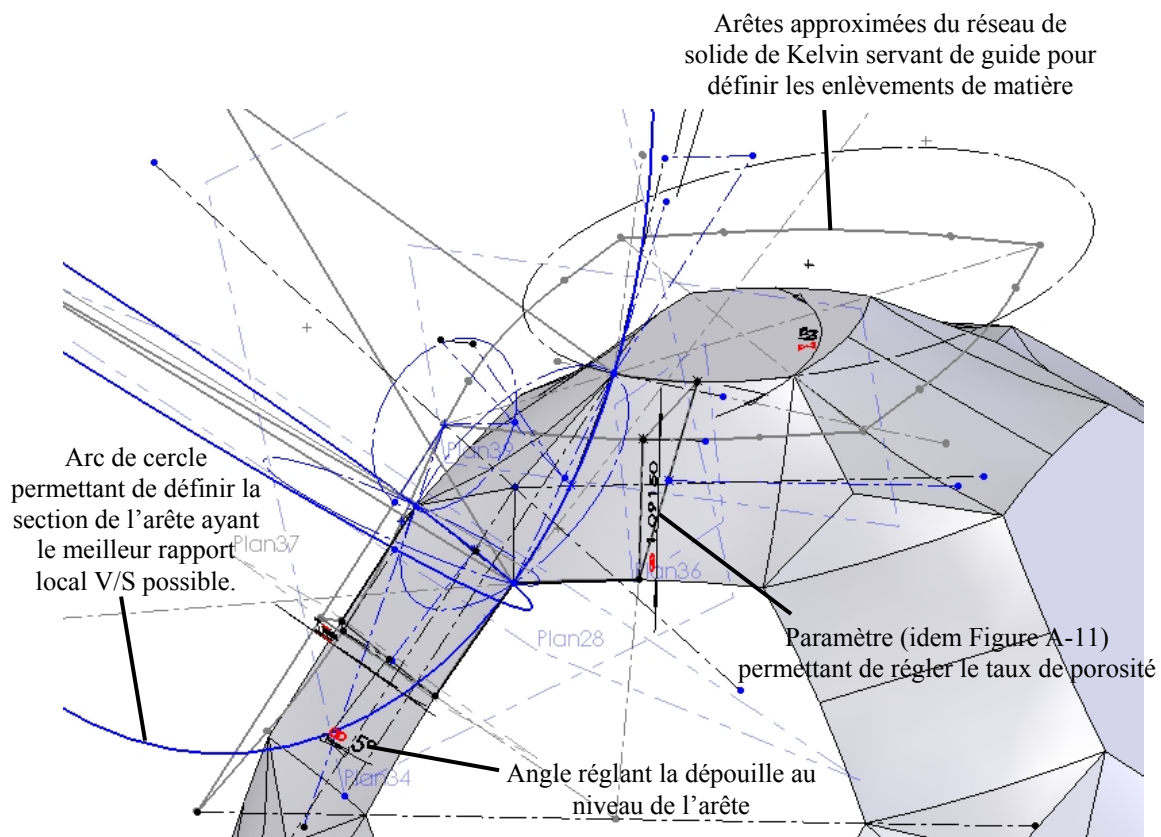 Arêtes approximées du réseau de
solide de Kelvin servant de guide pour
définir les enlèvements de matière
Arc de cercle
permettant de définir la
section de l’arête ayant
le meilleur rapport
local V/S possible.
Plan37
Plan36
Plan28
Plan34
Paramètre (idem Figure A-11)
permettant de régler le taux de porosité
Angle réglant la dépouille au
niveau de l’arête